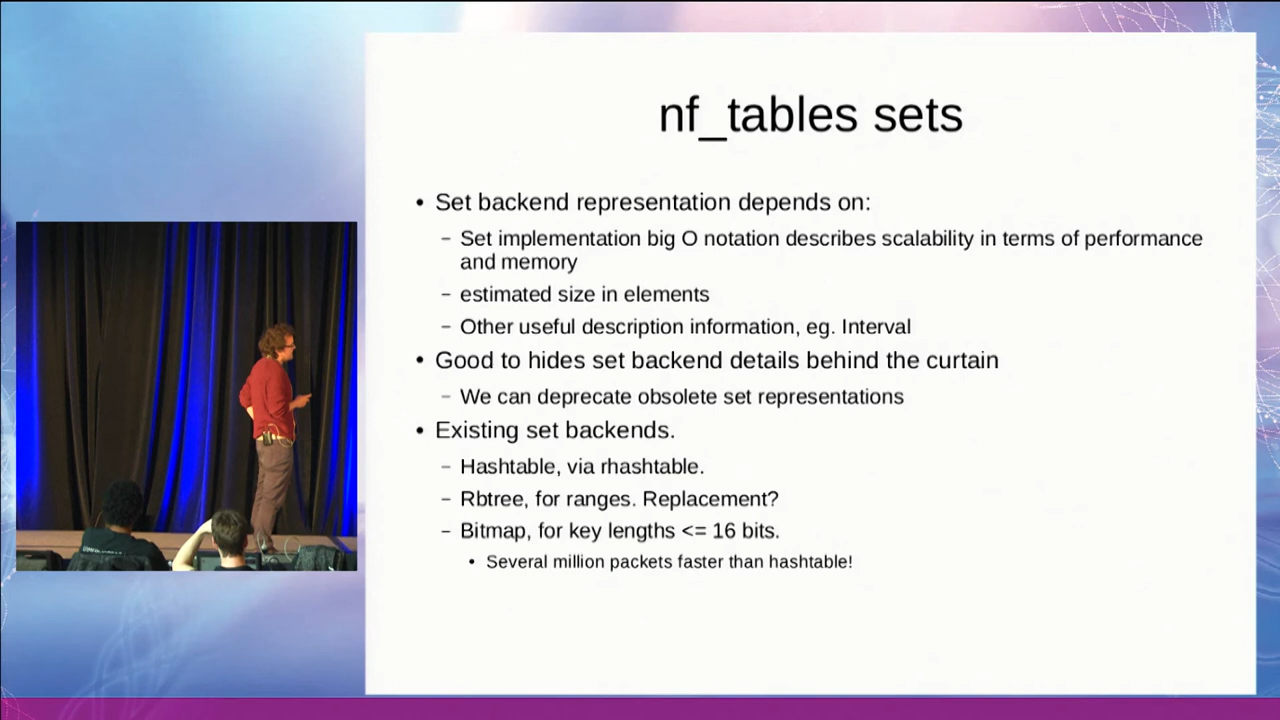 nf_tables sets
• Set backend representation depends on:
– Set implementation big O notation describes scalability in terms of performance
and memory
– estimated size in elements
– Other useful description information, eg. Interval
• Good to hides set backend details behind the curtain
– We can deprecate obsolete set representations
• Existing set backends.
– Hashtable, via rhashtable.
– Rbtree, for ranges. Replacement?
– Bitmap, for key lengths <= 16 bits.
• Several million packets faster than hashtable!